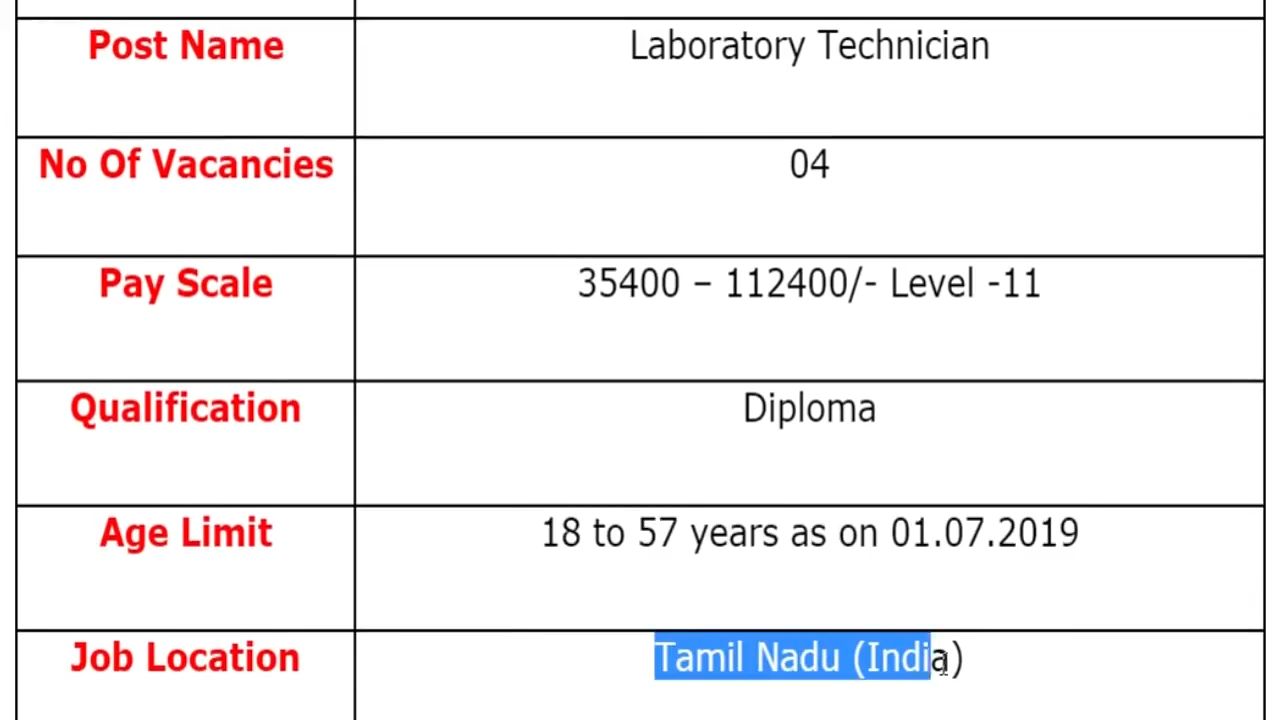 Post Name Laboratory Technician
No Of Vacancies 04
Pay Scale 35400 – 112400/- Level -11
Qualification Diploma
Age Limit 18 to 57 years as on 01.07.2019
Job Location Tamil Nadu (India)